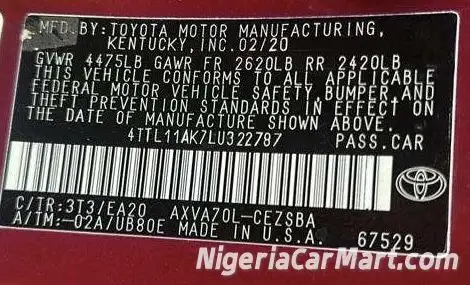 MFD. BY: TOYOTA MOTOR MANUFACTURING,
KENTUCKY, INC. 02/20
GVWR 4475LB GAWR FR 2620LB RR 2420LB
THIS VEHICLE CONFORMS TO ALL APPLICABLE
FEDERAL MOTOR VEHICLE SAFETY, BUMPER, AND
THEFT PREVENTION STANDARDS IN EFFECT ON
THE DATE OF MANUFACTURE SHOWN ABOVE.
4TTL11AK7LU322787 PASS.CAR
C/TR:3T3/EA20 AXVA70L-CEZSBA
A/TM:-02A/UB80E MADE IN U.S.A.
67529
TOYOTA
NigeriaCarMart.com